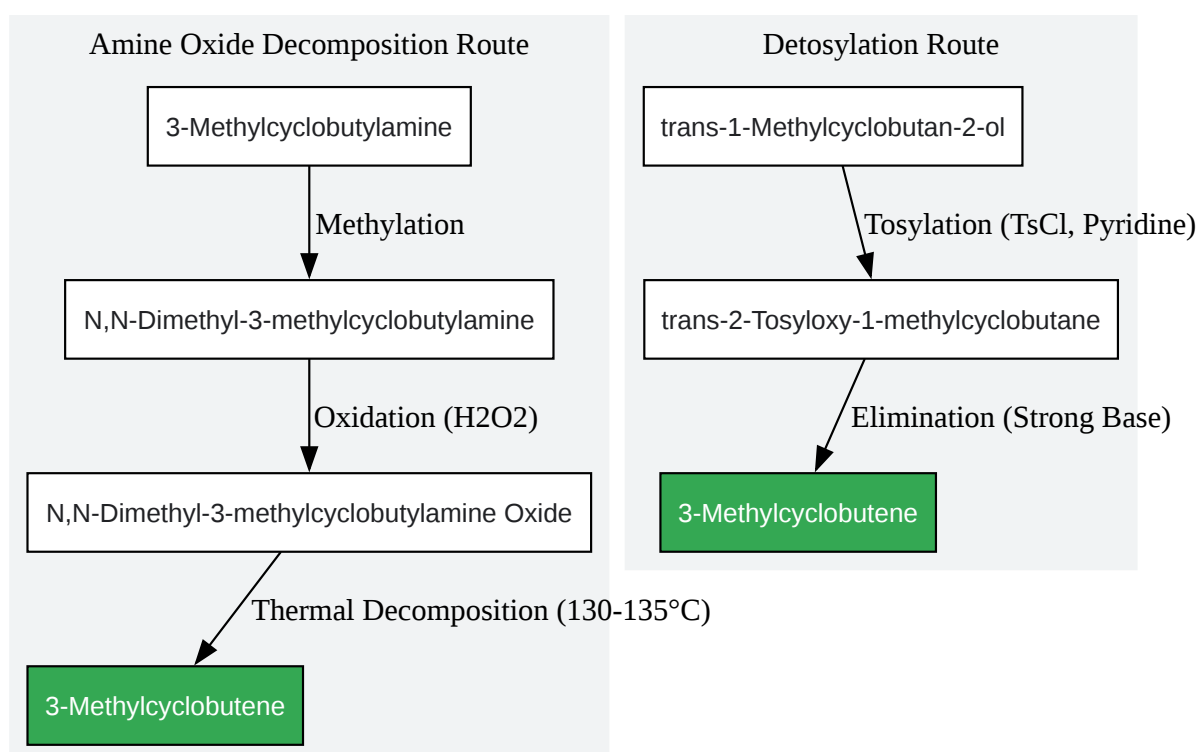 Amine Oxide Decomposition Route
3-Methylcyclobutylamine
Methylation
N,N-Dimethyl-3-methylcyclobutylamine
Oxidation (H2O2)
N,N-Dimethyl-3-methylcyclobutylamine Oxide
Thermal Decomposition (130-135°C)
3-Methylcyclobutene
Detosylation Route
trans-1-Methylcyclobutan-2-ol
Tosylation (TsCl, Pyridine)
trans-2-Tosyloxy-1-methylcyclobutane
Elimination (Strong Base)
3-Methylcyclobutene